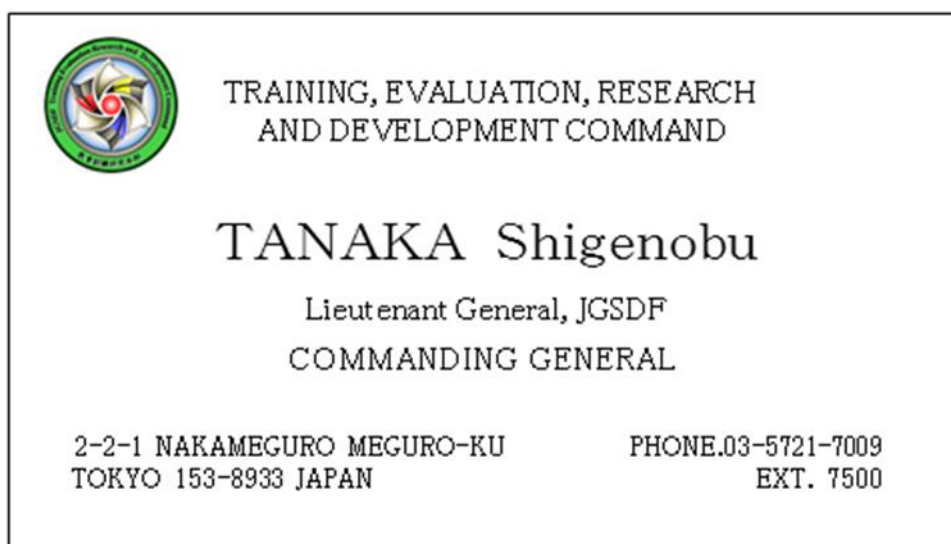 TRAINING, EVALUATION, RESEARCH
AND DEVELOPMENT COMMAND
TANAKA Shigenobu
Lieutenant General, JGSDF
COMMANDING GENERAL
2-2-1 NAKAMEGURO MEGURO-KU
TOKYO 153-8933 JAPAN
PHONE.03-5721-7009
EXT. 7500